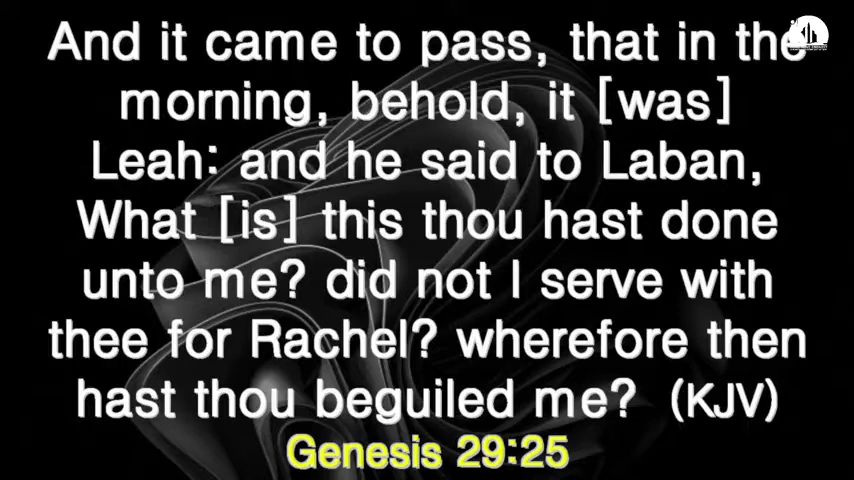 And it came to pass, that in the
morning, behold, it [was]
Leah: and he said to Laban,
What [is] this thou hast done
unto me? did not I serve with
thee for Rachel? wherefore then
hast thou beguiled me? (KJV)
Genesis 29:25